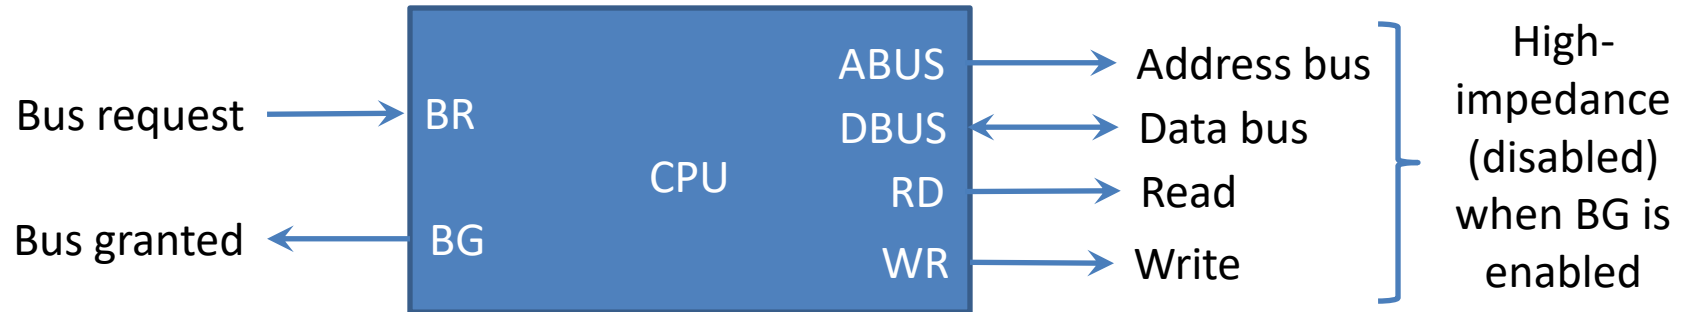 Bus request
Bus granted
BR
BG
CPU
ABUS
DBUS
RD
WR
Address bus
Data bus
Read
Write
High-
impedance
(disabled)
when BG is
enabled